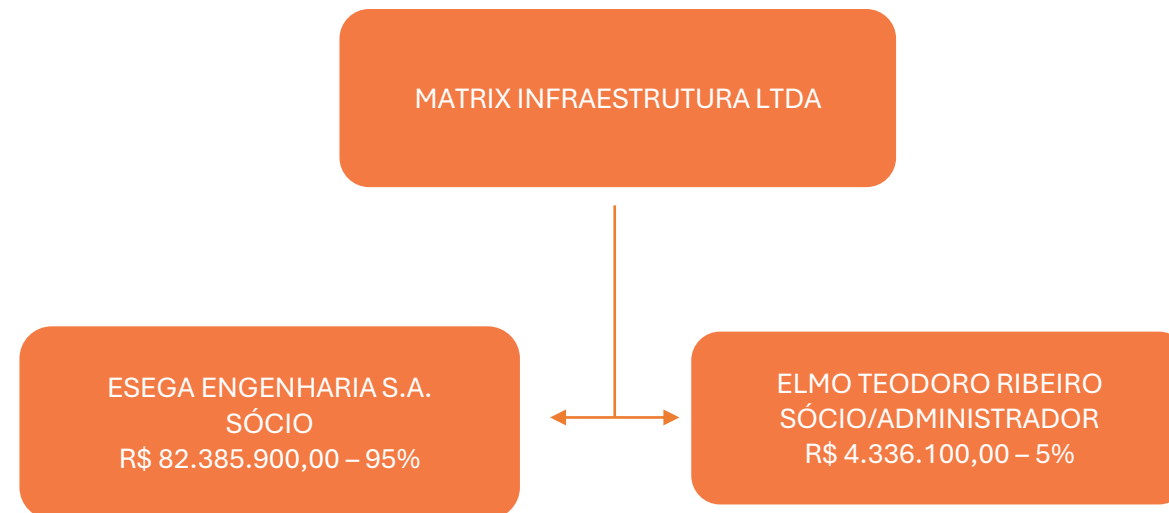 MATRIX INFRAESTRUTURA LTDA
ESEGA ENGENHARIA S.A.
SÓCIO
R$ 82.385.900,00 – 95%
ELMO TEODORO RIBEIRO
SÓCIO/ADMINISTRADOR
R$ 4.336.100,00 – 5%